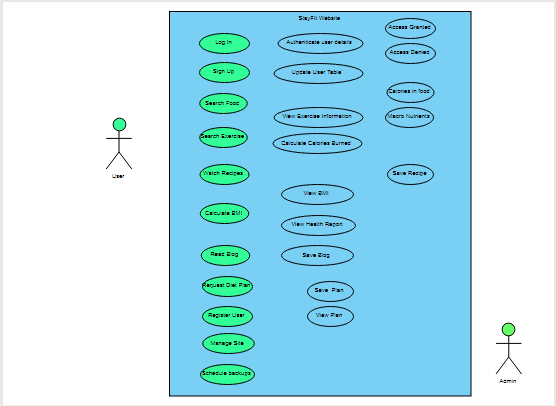 StayFit Website
Access Granted
Log In
Authenticate user details
Access Denied
Sign Up
Update User Table
Calories in food
Search Food
View Exercise Information
Macro Nutrients
Search Exercise
Calculate Calories Burned
User
Watch Recipes
Save Recipe
View BMI
Calculate BMI
View Health Report
Read Blog
Save Blog
Request Diet Plan
Save Plan
Register User
View Plan
Manage Site
Schedule backups
Admin